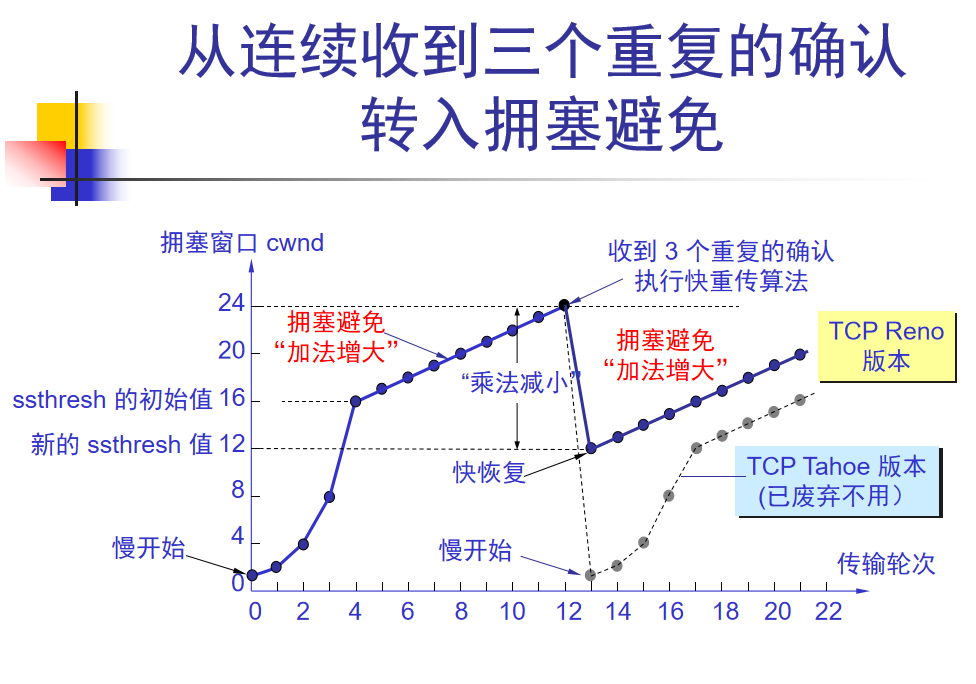 从连续收到三个重复的确认
转入拥塞避免
拥塞窗口 cwnd
收到 3 个重复的确认
执行快重传算法
24
拥塞避免
“加法增大”
拥塞避免
“加法增大”
TCP Reno
版本
20
“乘法减小”
ssthresh 的初始值 16
新的 ssthresh 值 12
快恢复
TCP Tahoe 版本
(已废弃不用）
8
4
慢开始
慢开始
传输轮次
0
0 2 4 6 8 10 12 14 16 18 20 22